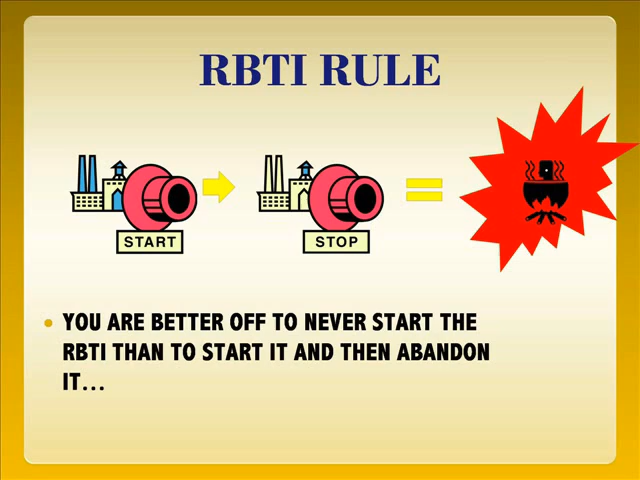 RBTI RULE
START
STOP
YOU ARE BETTER OFF TO NEVER START THE
RBTI THAN TO START IT AND THEN ABANDON
IT...